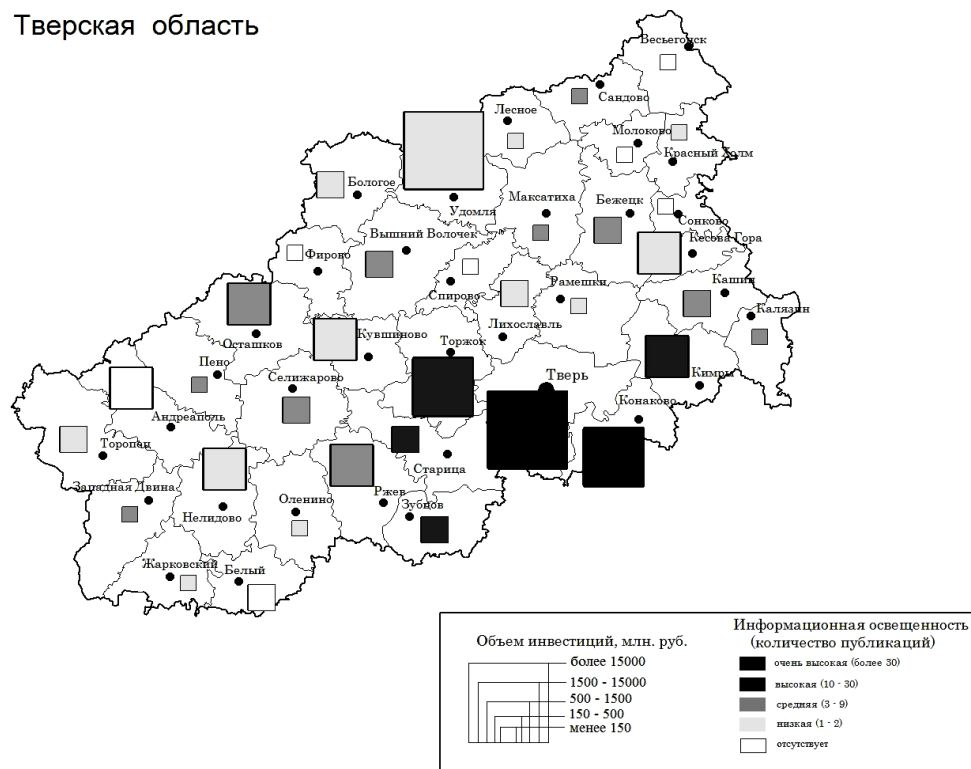 Тверская область
Весьегонск
Сандово
Лесное
Молоково
Красный Холм
Бологое
Удомля
Максатиха
Бежецк
Сонково
Вышний Волочек
Кесова Гора
Фирово
Спирово
Рамешки
Кашин
Калязин
Осташков
Кувшиново
Торжок
Лихославль
Пено
Селижарово
Тверь
Кимры
Андреаполь
Конаково
Торопец
Старица
Западная Двина
Нелидово
Оленино
Ржев
Зубцов
Жарковский
Белый
Объем инвестиций, млн. руб.
более 15000
1500 - 15000
500 - 1500
150 - 500
менее 150
Информационная освещенность
(количество публикаций)
очень высокая (более 30)
высокая (10 - 30)
средняя (3 - 9)
низкая (1 - 2)
отсутствует